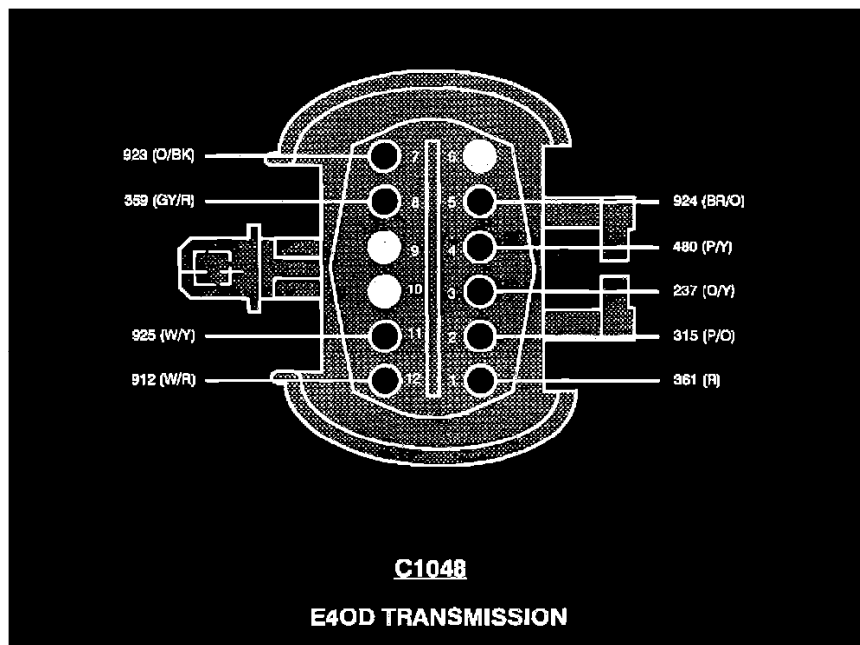 923 (O/BK) 7 6
359 (GY/R) 8 5 924 (BR/O)
9 4 480 (P/Y)
10 3 237 (O/Y)
925 (W/Y) 11 2 315 (P/O)
912 (W/R) 12 1 361 (R)
C1048
E4OD TRANSMISSION